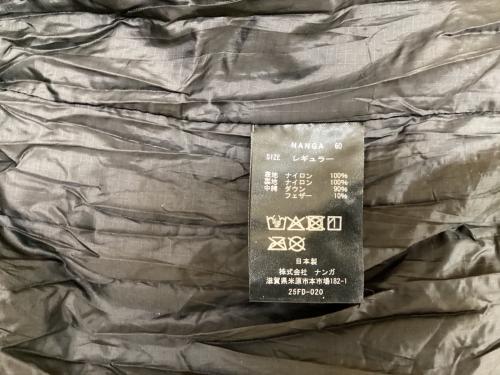 NANGA 60
SIZE レギュラー
表地 ナイロン 100%
裏地 ナイロン 100%
中綿 ダウン 90%
フェザー 10%
日本製
株式会社 ナンガ
滋賀県米原市本市場182-1
25FD-020